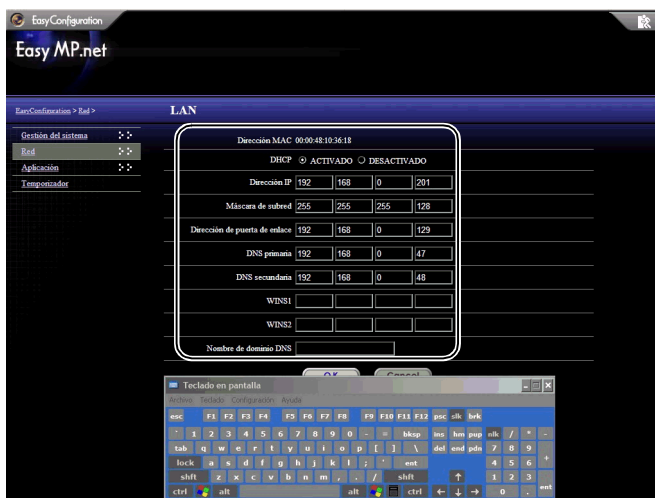 EasyConfiguration
Easy MP.net
EasyConfiguration > Red >
LAN
Gestión del sistema
Red
Aplicación
Temporizador
Dirección MAC 00:00:48:10:36:18
DHCP ACTIVADO DESACTIVADO
Dirección IP 192 168 0 201
Máscara de subred 255 255 255 128
Dirección de puerta de enlace 192 168 0 129
DNS primaria 192 168 0 47
DNS secundaria 192 168 0 48
WINS1
WINS2
Nombre de dominio DNS
OK Cancel
Teclado en pantalla
Archivo Teclado Configuración Ayuda
esc F1 F2 F3 F4 F5 F6 F7 F8 F9 F10 F11 F12 psc slk brk
` 1 2 3 4 5 6 7 8 9 0 - = bksp ins hm pup nlk / * -
tab q w e r t y u i o p [ ] \ del end pdn 7 8 9 +
lock a s d f g h j k l ; ' ent 4 5 6
shft z x c v b n m , . / shft ↑ 1 2 3 ent
ctrl alt alt ctrl ← ↓ → 0 .